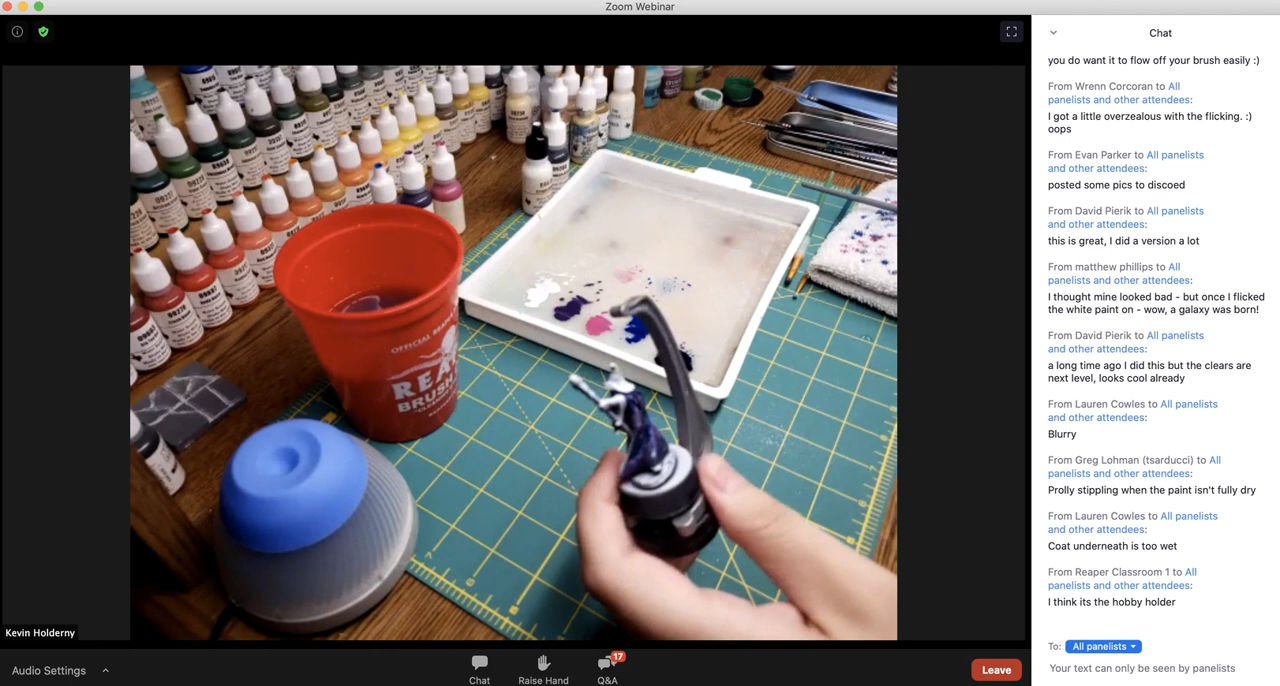 Zoom Webinar
Chat
you do want it to flow off your brush easily :)
From Wrenn Corcoran to All
panelists and other attendees:
I got a little overzealous with the flicking. :)
oops
From Evan Parker to All panelists
and other attendees:
posted some pics to discoed
From David Pierik to All panelists
and other attendees:
this is great, I did a version a lot
From matthew phillips to All
panelists and other attendees:
I thought mine looked bad - but once I flicked
the white paint on - wow, a galaxy was born!
From David Pierik to All panelists
and other attendees:
a long time ago I did this but the clears are
next level, looks cool already
From Lauren Cowles to All panelists
and other attendees:
Blurry
From Greg Lohman (tsarducci) to All
panelists and other attendees:
Prolly stippling when the paint isn't fully dry
From Lauren Cowles to All panelists
and other attendees:
Coat underneath is too wet
From Reaper Classroom 1 to All
panelists and other attendees:
I think its the hobby holder
To: All panelists
Your text can only be seen by panelists
OFFICIAL
REA
BRUSH
Kevin Holderny
Audio Settings
Chat
Raise Hand
17
Q&A
Leave